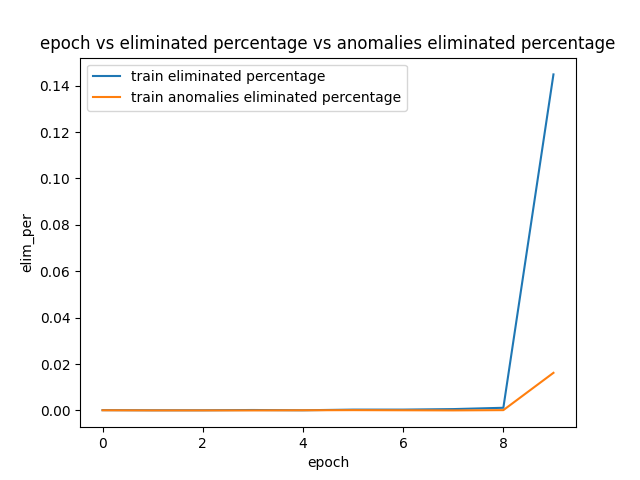 epoch vs eliminated percentage vs anomalies eliminated percentage
train eliminated percentage
train anomalies eliminated percentage
0.14
0.12
0.10
0.08
0.06
0.04
0.02
0.00
elim_per
0 2 4 6 8
epoch